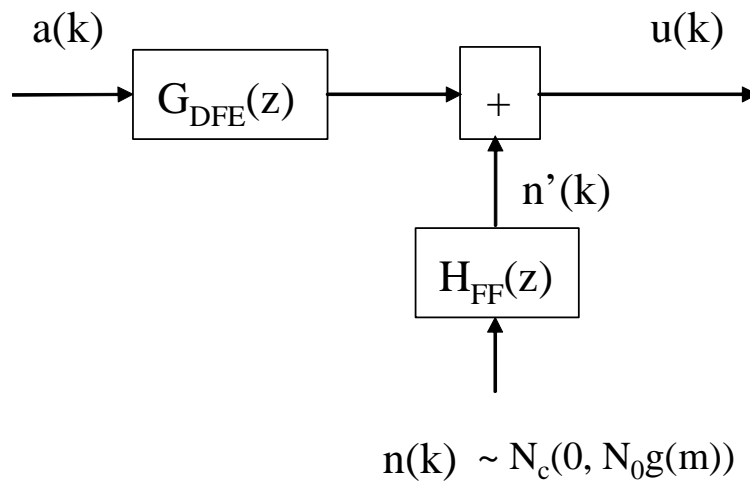 a(k)
u(k)
G_DFE(z)
+
n’(k)
H_FF(z)
n(k) ~ N_c(0, N_0g(m))